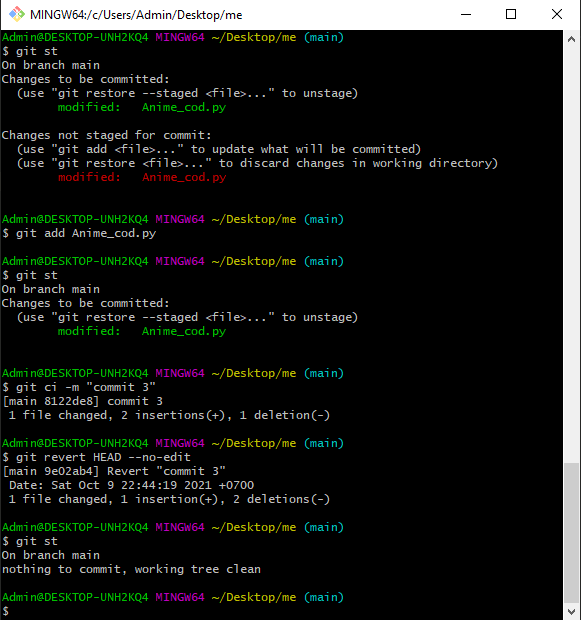 MINGW64:/c/Users/Admin/Desktop/me
Admin@DESKTOP-UNH2KQ4 MINGW64 ~/Desktop/me (main)
$ git st
On branch main
Changes to be committed:
  (use "git restore --staged <file>..." to unstage)
        modified:   Anime_cod.py

Changes not staged for commit:
  (use "git add <file>..." to update what will be committed)
  (use "git restore <file>..." to discard changes in working directory)
        modified:   Anime_cod.py

Admin@DESKTOP-UNH2KQ4 MINGW64 ~/Desktop/me (main)
$ git add Anime_cod.py

Admin@DESKTOP-UNH2KQ4 MINGW64 ~/Desktop/me (main)
$ git st
On branch main
Changes to be committed:
  (use "git restore --staged <file>..." to unstage)
        modified:   Anime_cod.py

Admin@DESKTOP-UNH2KQ4 MINGW64 ~/Desktop/me (main)
$ git ci -m "commit 3"
[main 8122de8] commit 3
 1 file changed, 2 insertions(+), 1 deletion(-)

Admin@DESKTOP-UNH2KQ4 MINGW64 ~/Desktop/me (main)
$ git revert HEAD --no-edit
[main 9e02ab4] Revert "commit 3"
 Date: Sat Oct 9 22:44:19 2021 +0700
 1 file changed, 1 insertion(+), 2 deletions(-)

Admin@DESKTOP-UNH2KQ4 MINGW64 ~/Desktop/me (main)
$ git st
On branch main
nothing to commit, working tree clean

Admin@DESKTOP-UNH2KQ4 MINGW64 ~/Desktop/me (main)
$